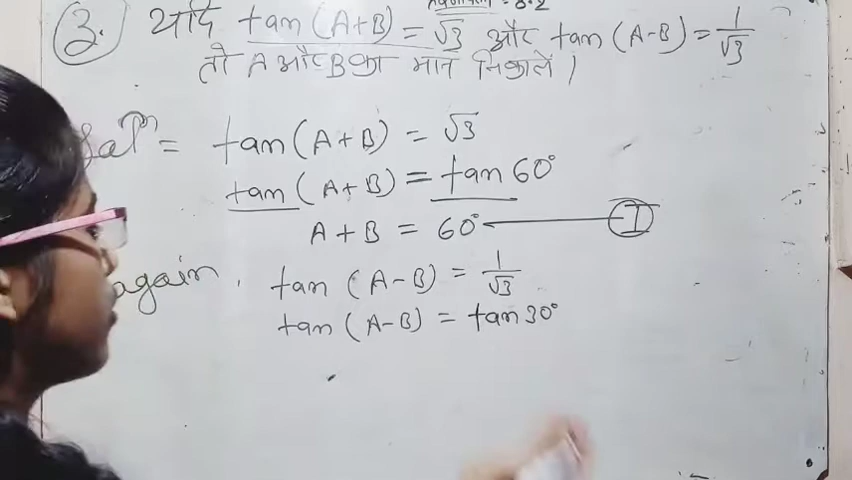 3. यदि tan (A+B) = √3 और tan (A-B) = 1/√3
तो A और B का मान निकालें।
Solⁿ = tan (A+B) = √3
tan (A+B) = tan 60°
A + B = 60° I
again, tan (A-B) = 1/√3
tan (A-B) = tan 30°